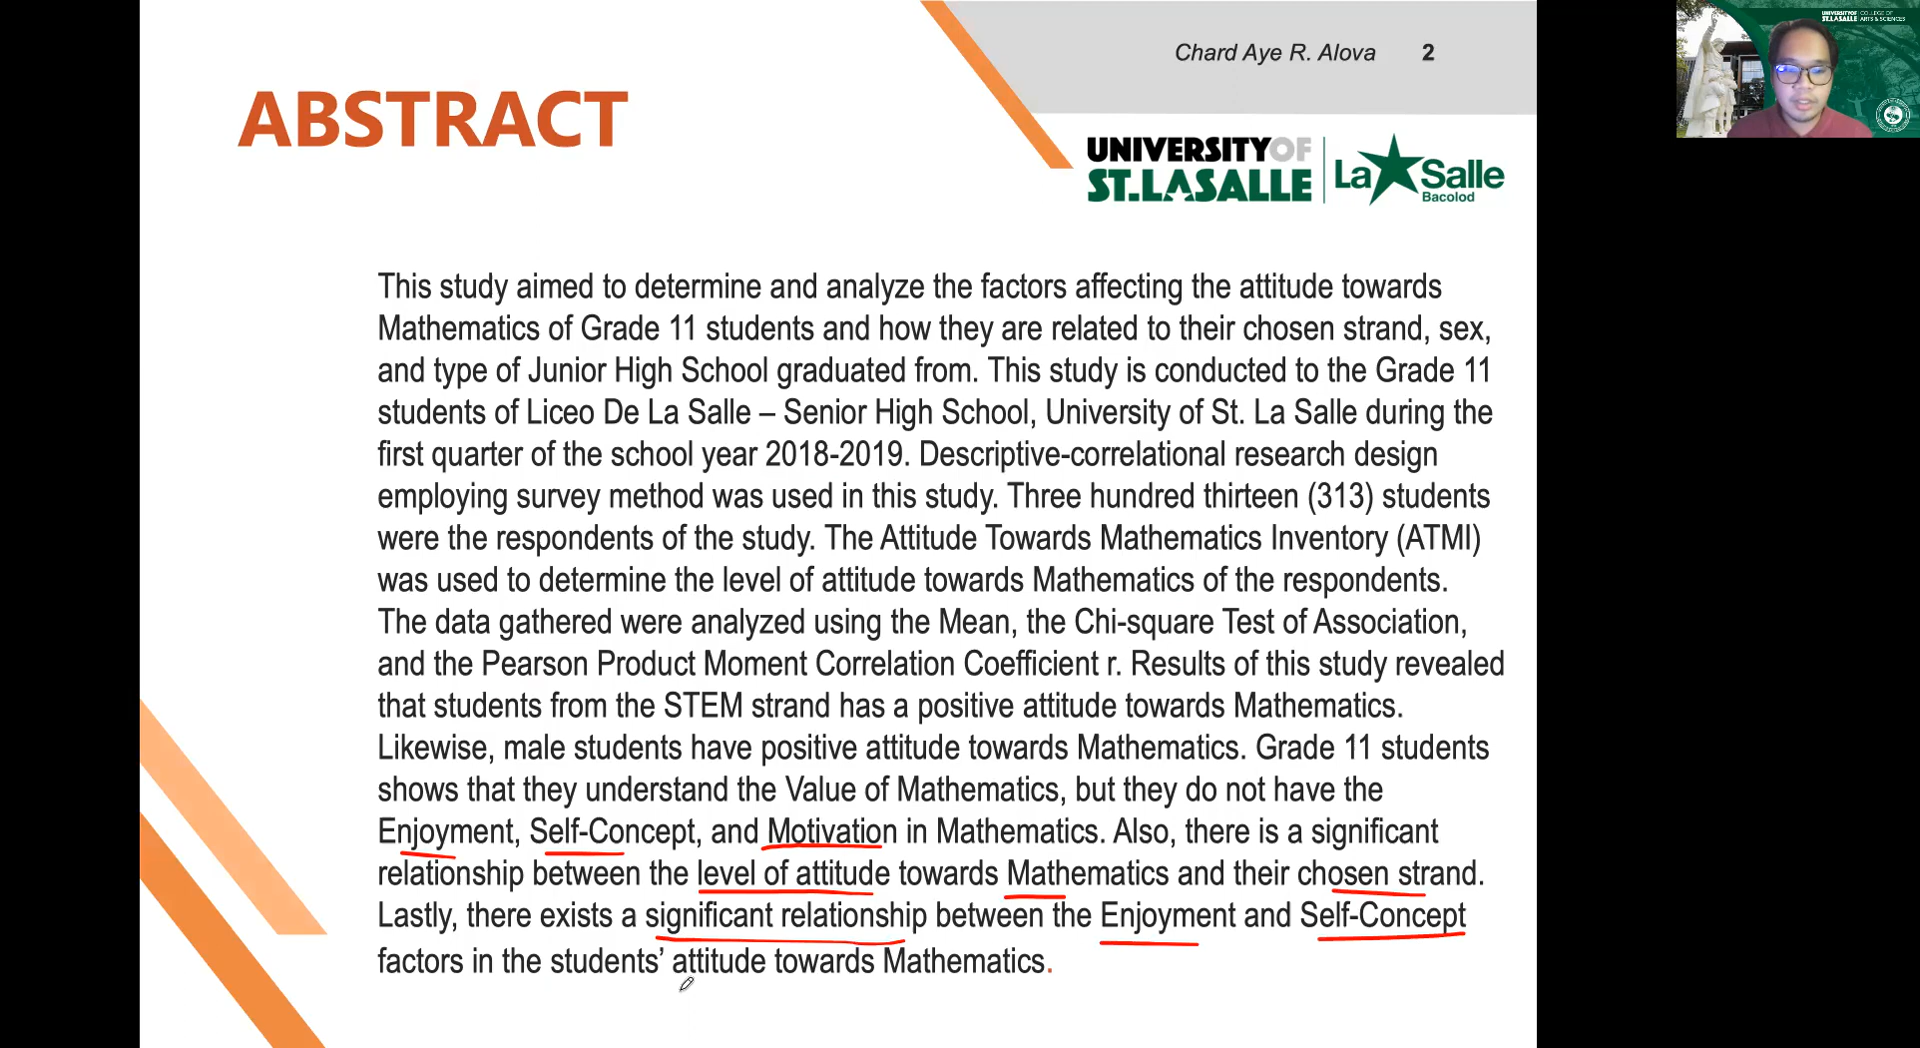 Chard Aye R. Alova 2
ABSTRACT
UNIVERSITYOF
ST.LASALLE
La Salle
Bacolod
UNIVERSITYOF
ST.LASALLE
COLLEGE OF
ARTS & SCIENCES
This study aimed to determine and analyze the factors affecting the attitude towards
Mathematics of Grade 11 students and how they are related to their chosen strand, sex,
and type of Junior High School graduated from. This study is conducted to the Grade 11
students of Liceo De La Salle – Senior High School, University of St. La Salle during the
first quarter of the school year 2018-2019. Descriptive-correlational research design
employing survey method was used in this study. Three hundred thirteen (313) students
were the respondents of the study. The Attitude Towards Mathematics Inventory (ATMI)
was used to determine the level of attitude towards Mathematics of the respondents.
The data gathered were analyzed using the Mean, the Chi-square Test of Association,
and the Pearson Product Moment Correlation Coefficient r. Results of this study revealed
that students from the STEM strand has a positive attitude towards Mathematics.
Likewise, male students have positive attitude towards Mathematics. Grade 11 students
shows that they understand the Value of Mathematics, but they do not have the
Enjoyment, Self-Concept, and Motivation in Mathematics. Also, there is a significant
relationship between the level of attitude towards Mathematics and their chosen strand.
Lastly, there exists a significant relationship between the Enjoyment and Self-Concept
factors in the students’ attitude towards Mathematics.